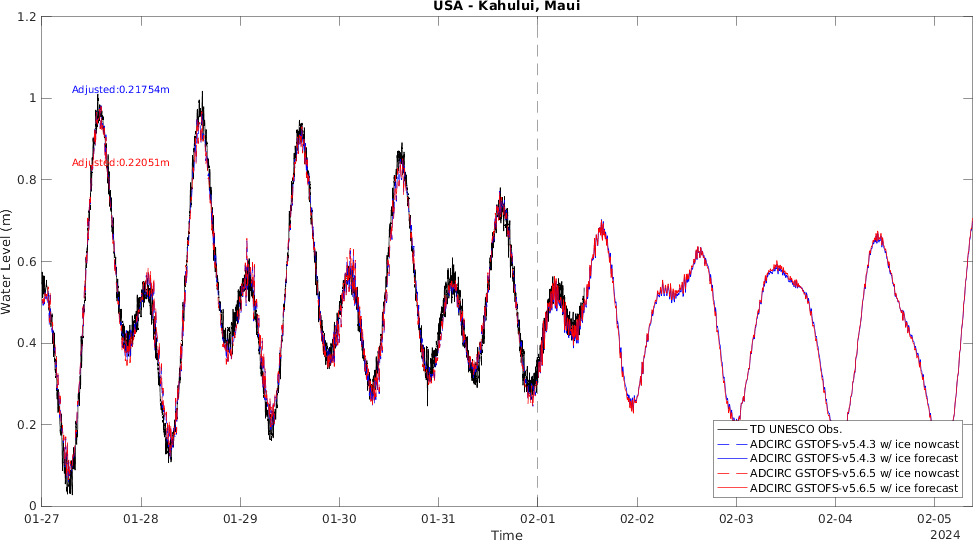 USA - Kahului, Maui
1.2
1
0.8
0.6
0.4
0.2
0
Water Level (m)
Adjusted:0.21754m
Adjusted:0.22051m
TD UNESCO Obs.
ADCIRC GSTOFS-v5.4.3 w/ ice nowcast
ADCIRC GSTOFS-v5.4.3 w/ ice forecast
ADCIRC GSTOFS-v5.6.5 w/ ice nowcast
ADCIRC GSTOFS-v5.6.5 w/ ice forecast
01-27 01-28 01-29 01-30 01-31 02-01 02-02 02-03 02-04 02-05
2024
Time